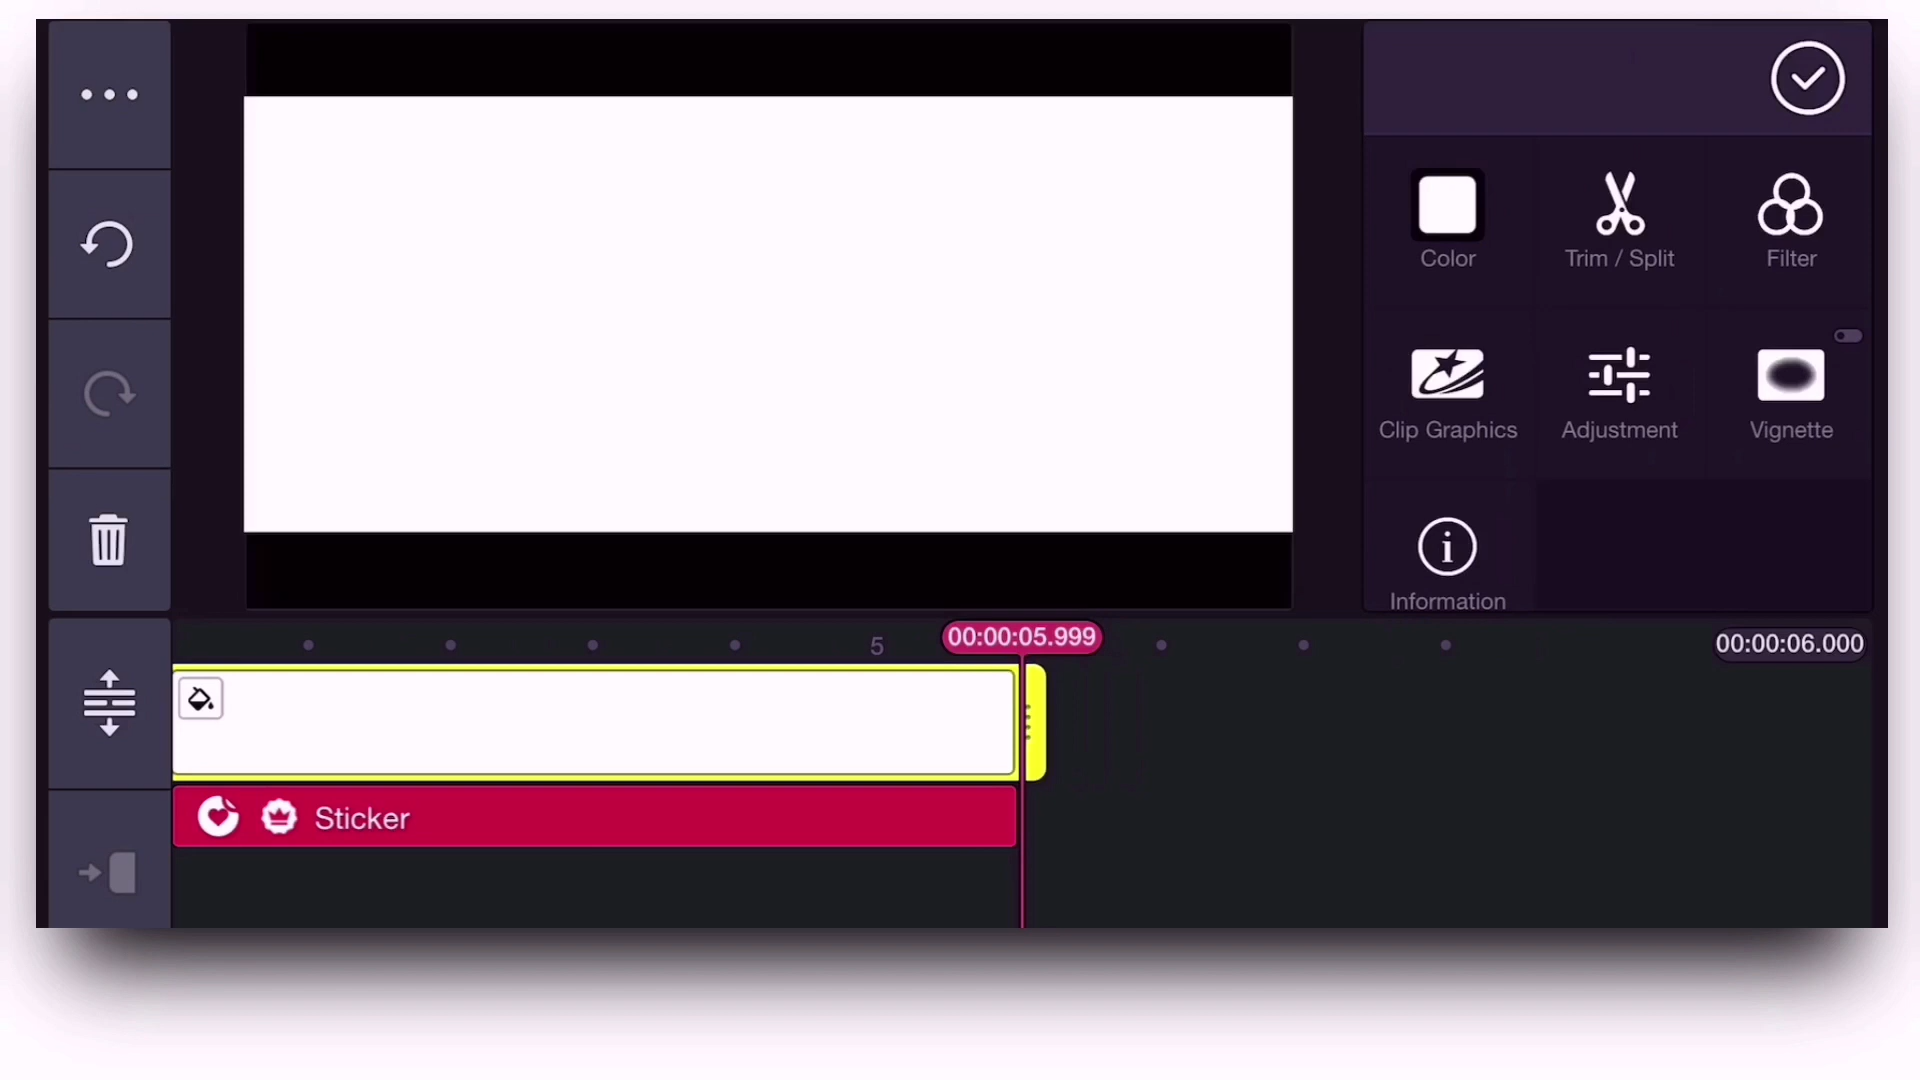 Color
Trim / Split
Filter
Clip Graphics
Adjustment
Vignette
Information
5
00:00:05.999
00:00:06.000
Sticker